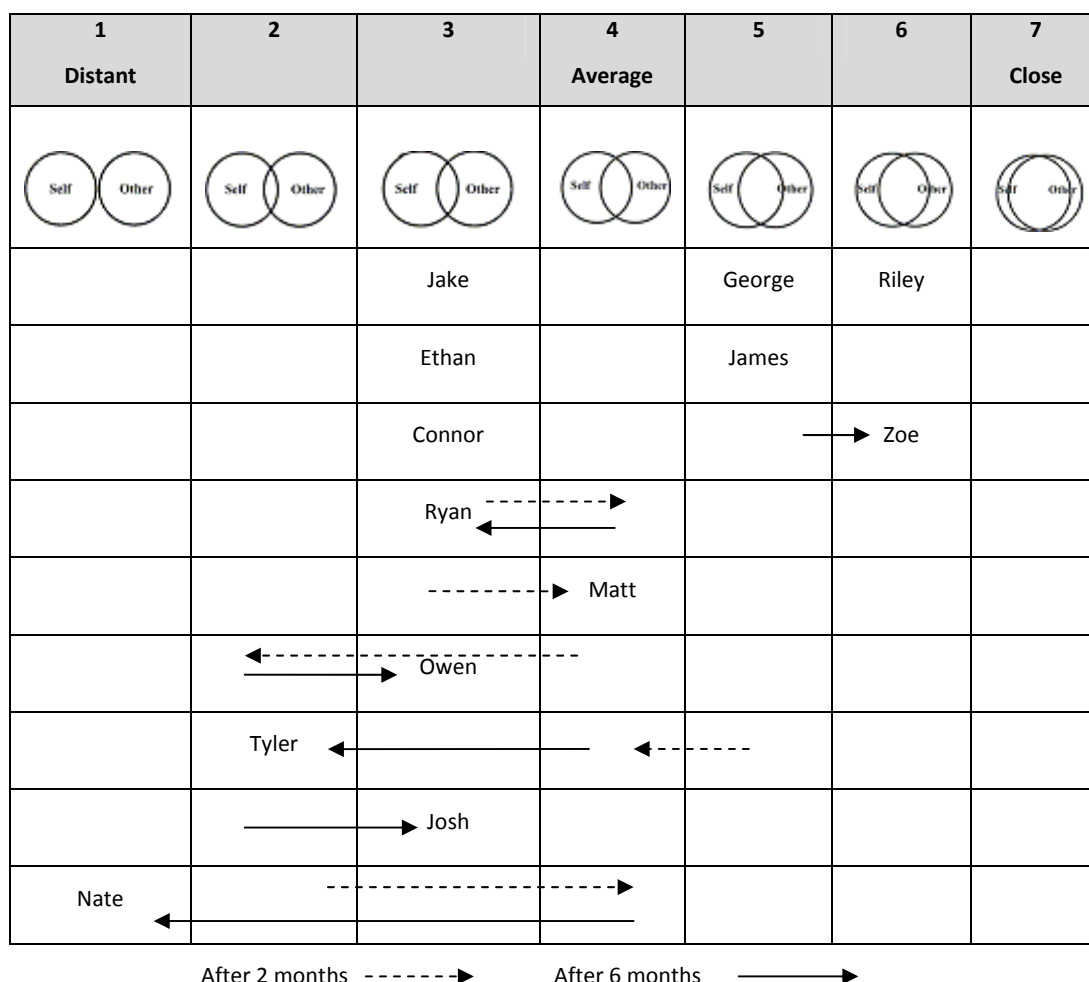 1 2 3 4 5 6 7
Distant Average Close
Self Other Self Other Self Other Self Other Self Other Self Other Self Other
Jake George Riley
Ethan James
Connor Zoe
Ryan
Matt
Owen
Tyler
Josh
Nate
After 2 months After 6 months